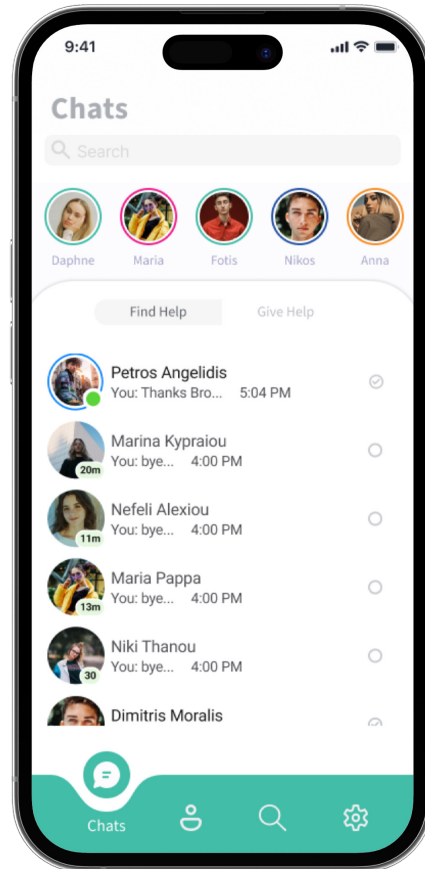 9:41
Chats
Search
Daphne Maria Fotis Nikos Anna
Find Help Give Help
Petros Angelidis
You: Thanks Bro... 5:04 PM
Marina Kypraiou
20m You: bye... 4:00 PM
Nefeli Alexiou
11m You: bye... 4:00 PM
Maria Pappa
13m You: bye... 4:00 PM
Niki Thanou
30 You: bye... 4:00 PM
Dimitris Moralis
Chats